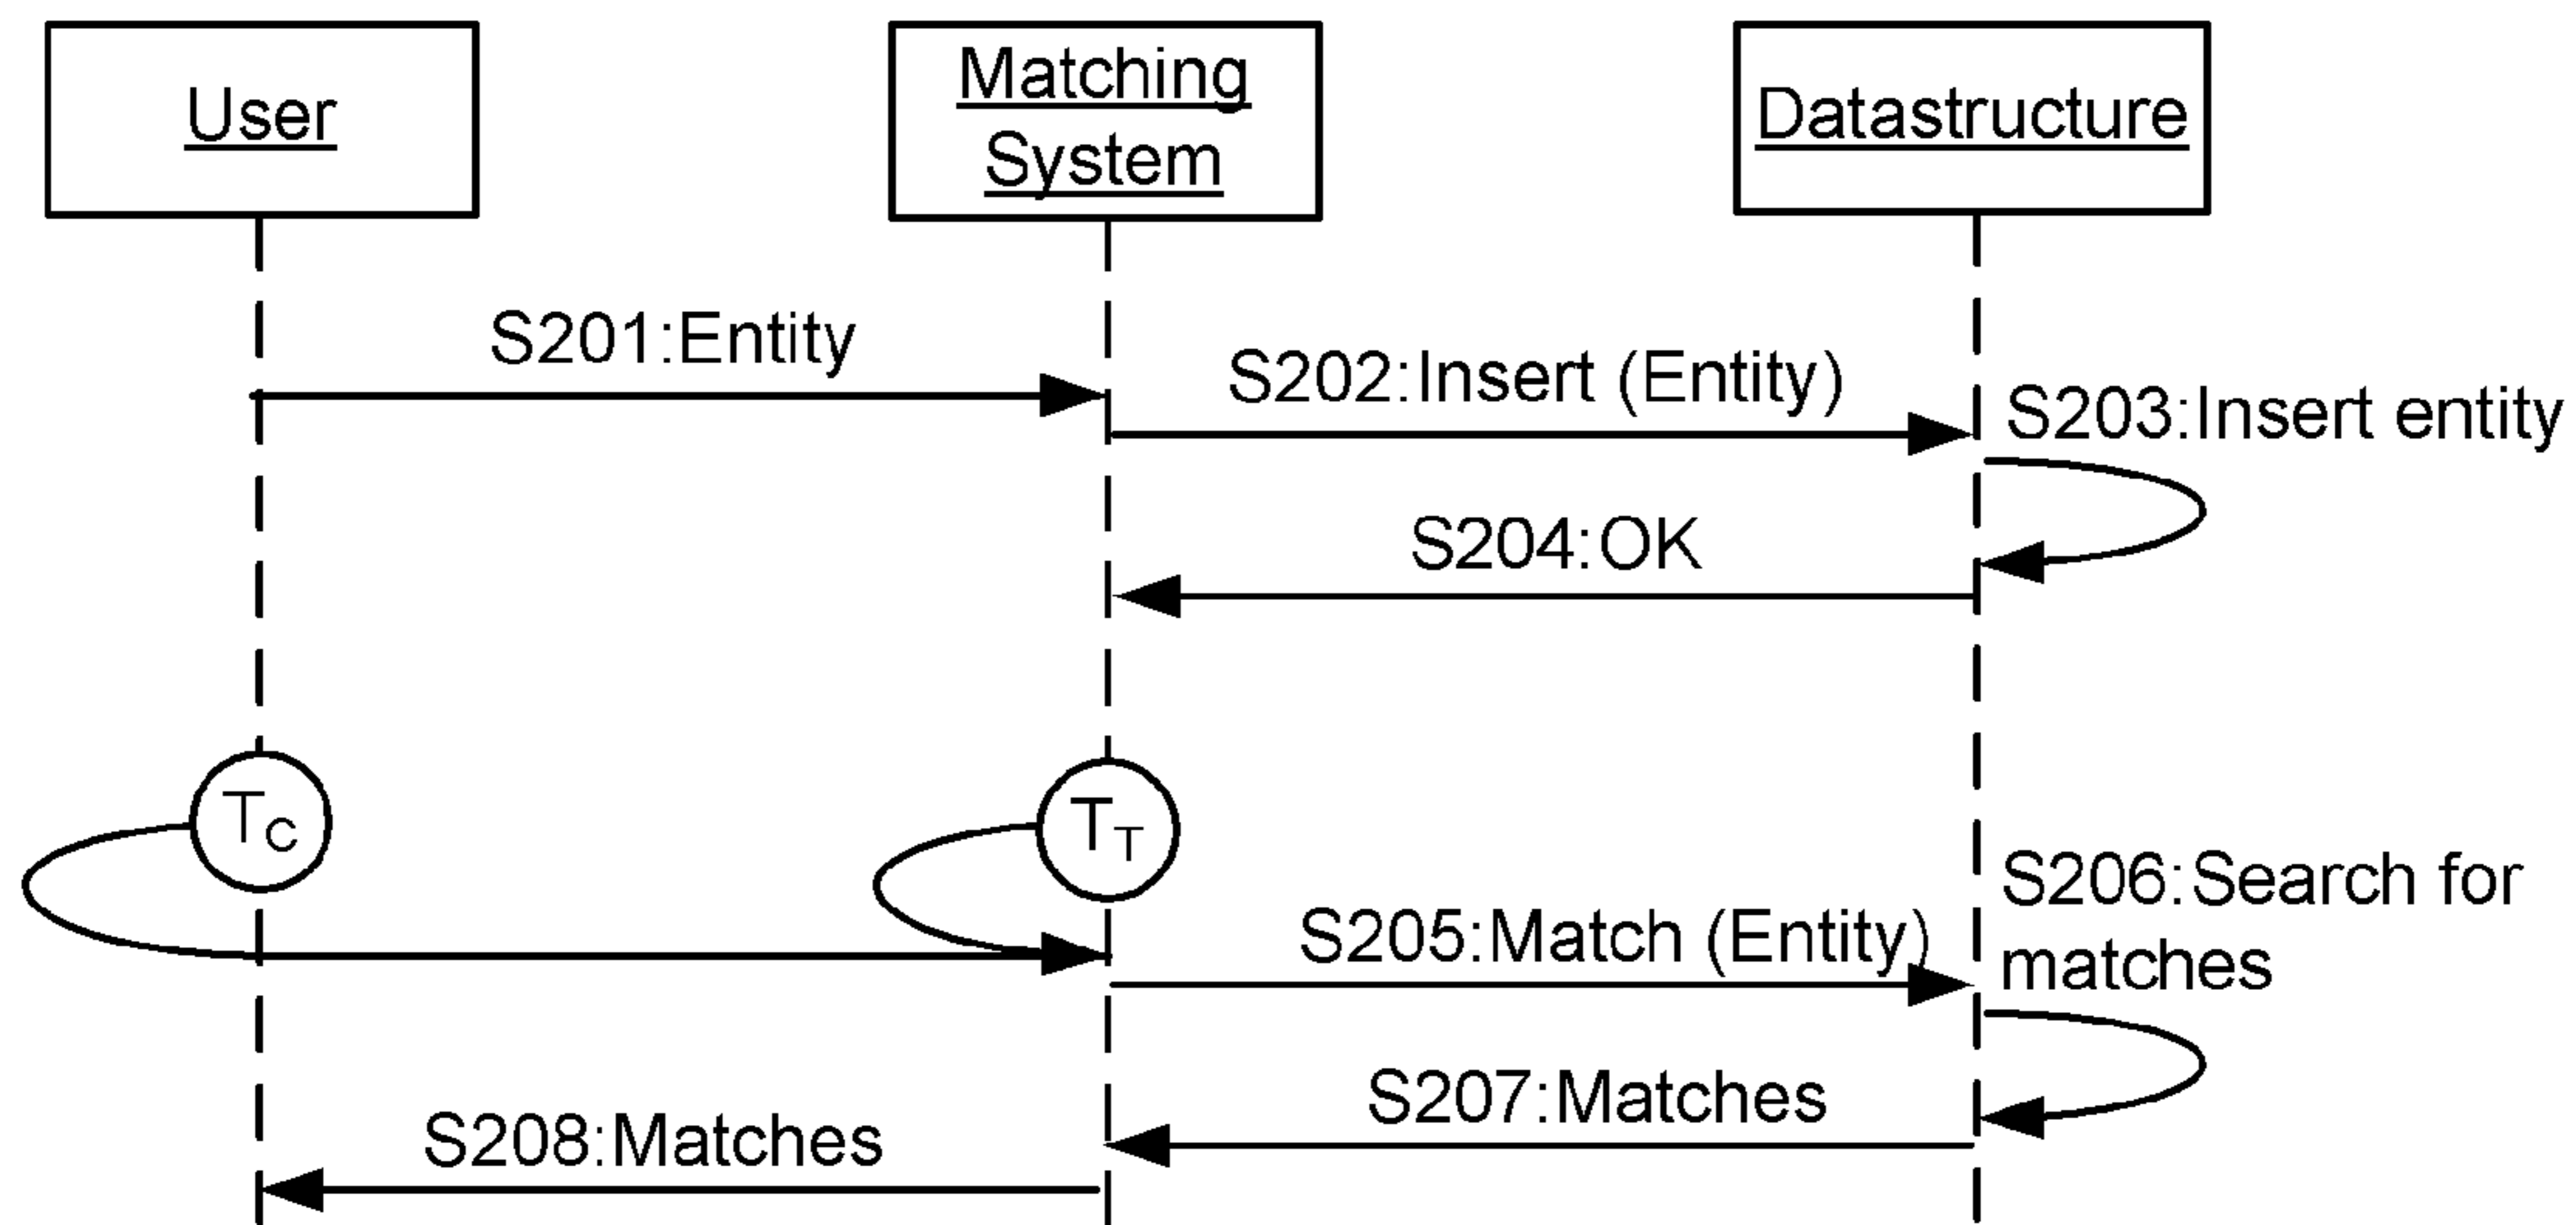 User
Matching
System
Datastructure
S201:Entity
S202:Insert (Entity)
S203:Insert entity
S204:OK
TC
TT
S205:Match (Entity)
S206:Search for
matches
S207:Matches
S208:Matches